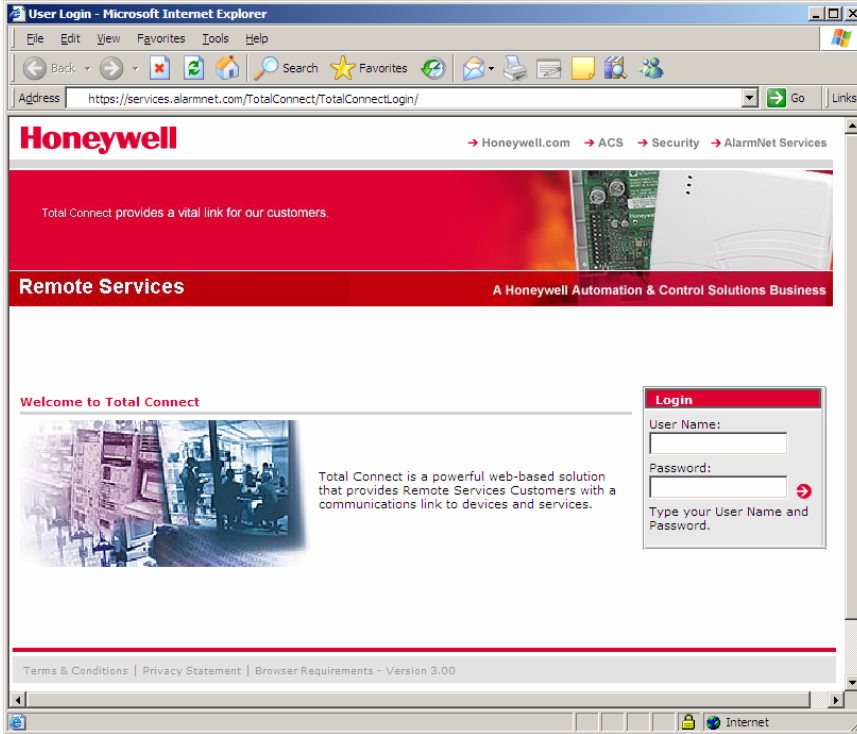 User Login - Microsoft Internet Explorer
File Edit View Favorites Tools Help
Back Search Favorites
Address https://services.alarmnet.com/TotalConnect/TotalConnectLogin/ Go Links
Honeywell
Honeywell.com ACS Security AlarmNet Services
Total Connect provides a vital link for our customers.
Remote Services
A Honeywell Automation & Control Solutions Business
Welcome to Total Connect
Total Connect is a powerful web-based solution
that provides Remote Services Customers with a
communications link to devices and services.
Login
User Name:
Password:
Type your User Name and
Password.
Terms & Conditions | Privacy Statement | Browser Requirements - Version 3.00
Internet